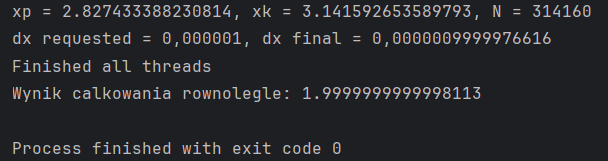 xp = 2.827433388230814, xk = 3.141592653589793, N = 314160
dx requested = 0,000001, dx final = 0,0000009999976616
Finished all threads
Wynik calkowania rownolegle: 1.9999999999998113
Process finished with exit code 0